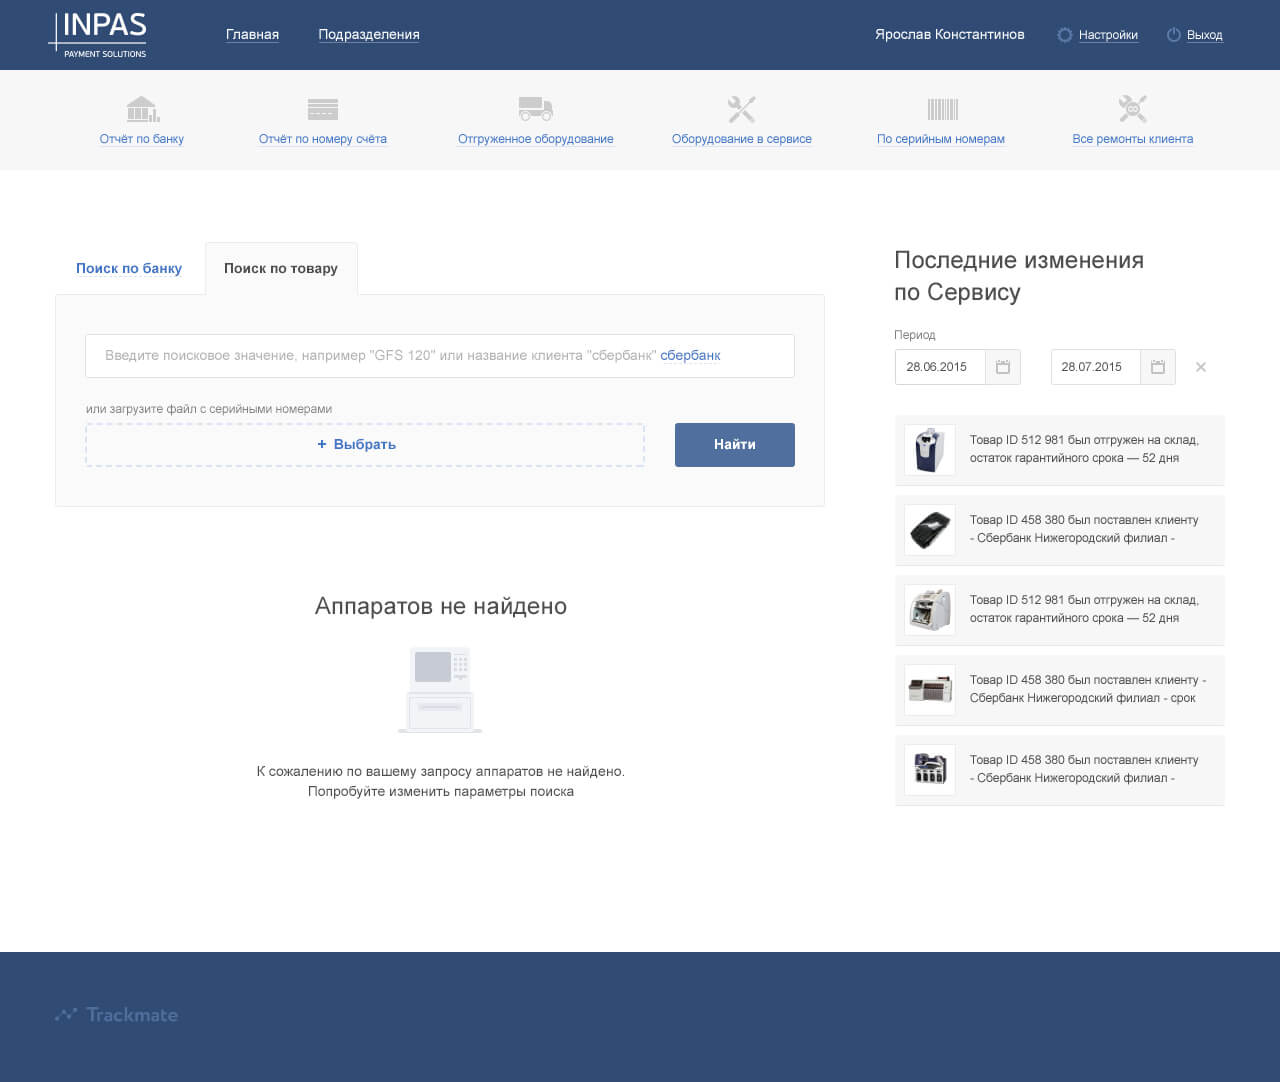 INPAS
PAYMENT SOLUTIONS
Главная
Подразделения
Ярослав Константинов
Настройки
Выход
Отчёт по банку
Отчёт по номеру счёта
Отгруженное оборудование
Оборудование в сервисе
По серийным номерам
Все ремонты клиента
Поиск по банку
Поиск по товару
Введите поисковое значение, например "GFS 120" или название клиента "сбербанк" сбербанк
или загрузите файл с серийными номерами
+ Выбрать
Найти
Аппаратов не найдено
К сожалению по вашему запросу аппаратов не найдено.
Попробуйте изменить параметры поиска
Последние изменения
по Сервису
Период
28.06.2015
28.07.2015
Товар ID 512 981 был отгружен на склад,
остаток гарантийного срока — 52 дня
Товар ID 458 380 был поставлен клиенту
- Сбербанк Нижегородский филиал -
Товар ID 512 981 был отгружен на склад,
остаток гарантийного срока — 52 дня
Товар ID 458 380 был поставлен клиенту -
Сбербанк Нижегородский филиал - срок
Товар ID 458 380 был поставлен клиенту
- Сбербанк Нижегородский филиал -
Trackmate